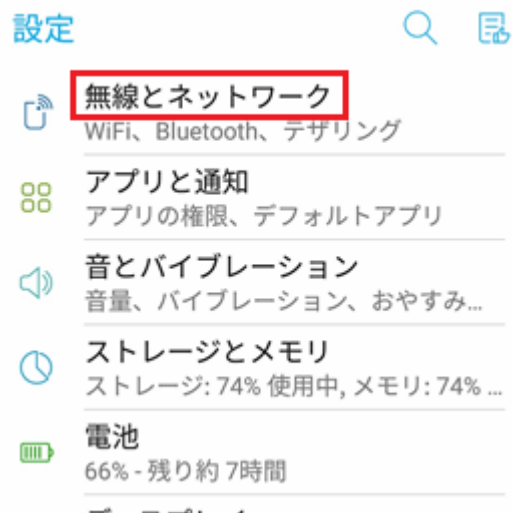 設定
無線とネットワーク
WiFi、Bluetooth、テザリング
アプリと通知
アプリの権限、デフォルトアプリ
音とバイブレーション
音量、バイブレーション、おやすみ...
ストレージとメモリ
ストレージ: 74% 使用中, メモリ: 74% ...
電池
66% - 残り約 7時間